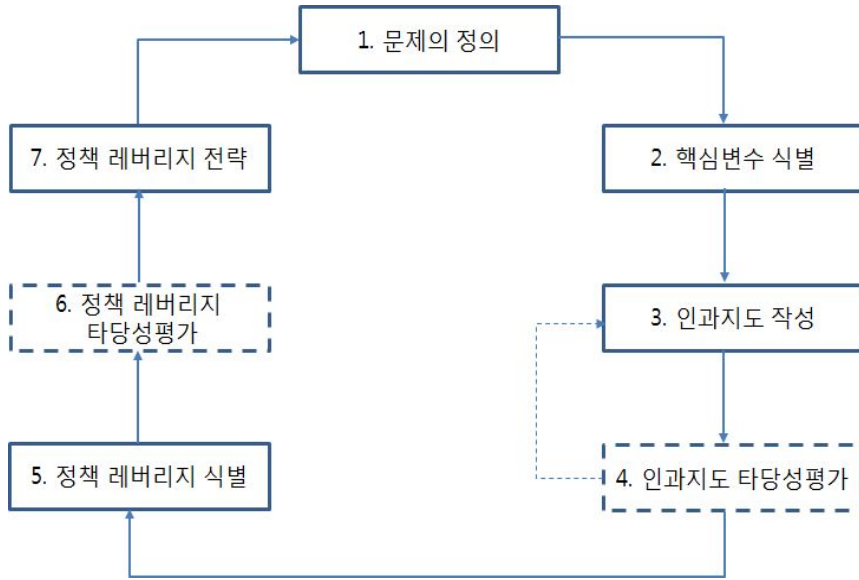 1. 문제의 정의
2. 핵심변수 식별
3. 인과지도 작성
4. 인과지도 타당성평가
5. 정책 레버리지 식별
6. 정책 레버리지
타당성평가
7. 정책 레버리지 전략